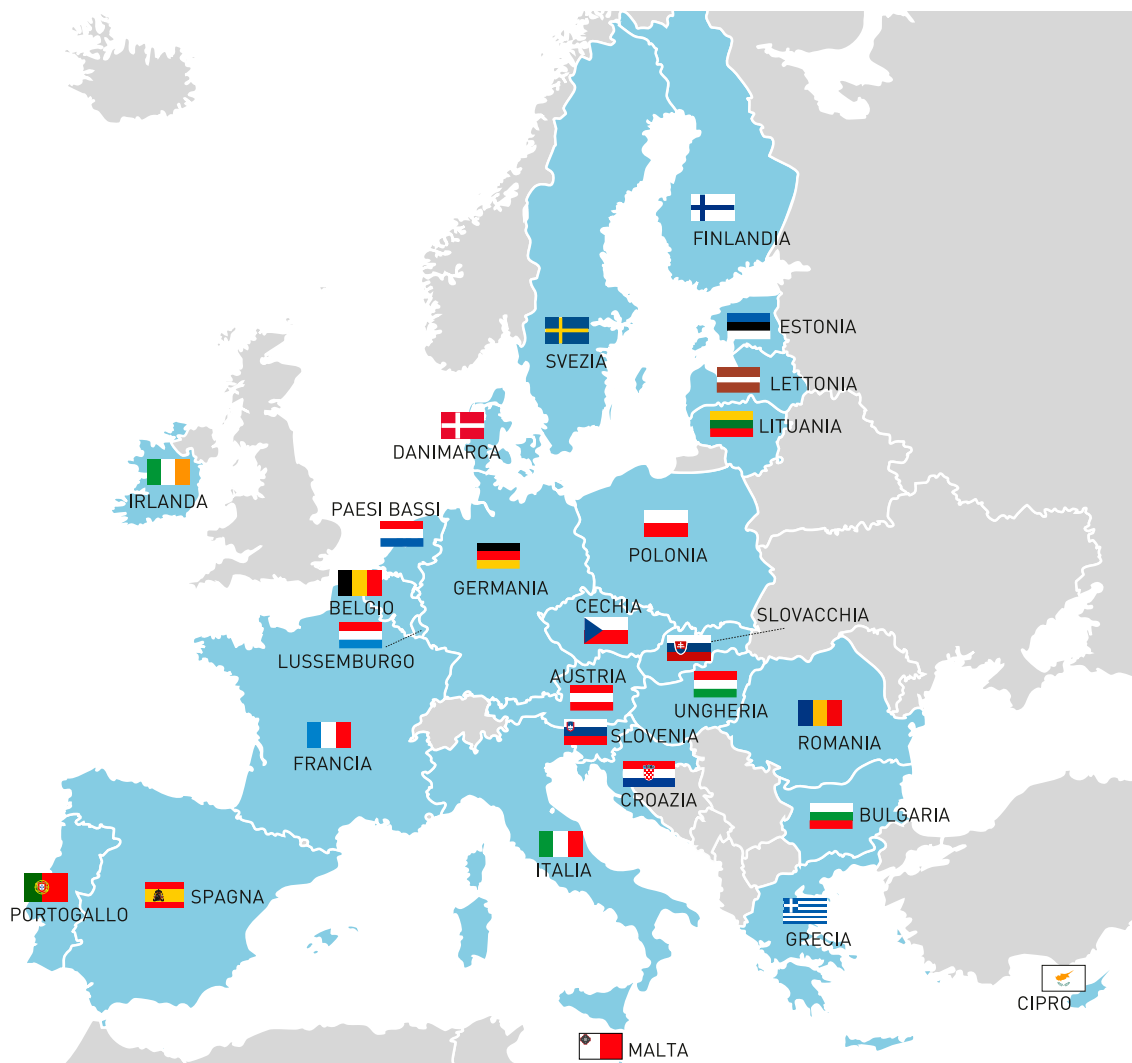 FINLANDIA
ESTONIA
SVEZIA
LETTONIA
LITUANIA
DANIMARCA
IRLANDA
PAESI BASSI
POLONIA
GERMANIA
BELGIO
CECHIA
SLOVACCHIA
LUSSEMBURGO
AUSTRIA
UNGHERIA
SLOVENIA
ROMANIA
FRANCIA
CROAZIA
BULGARIA
ITALIA
SPAGNA
PORTOGALLO
GRECIA
CIPRO
MALTA